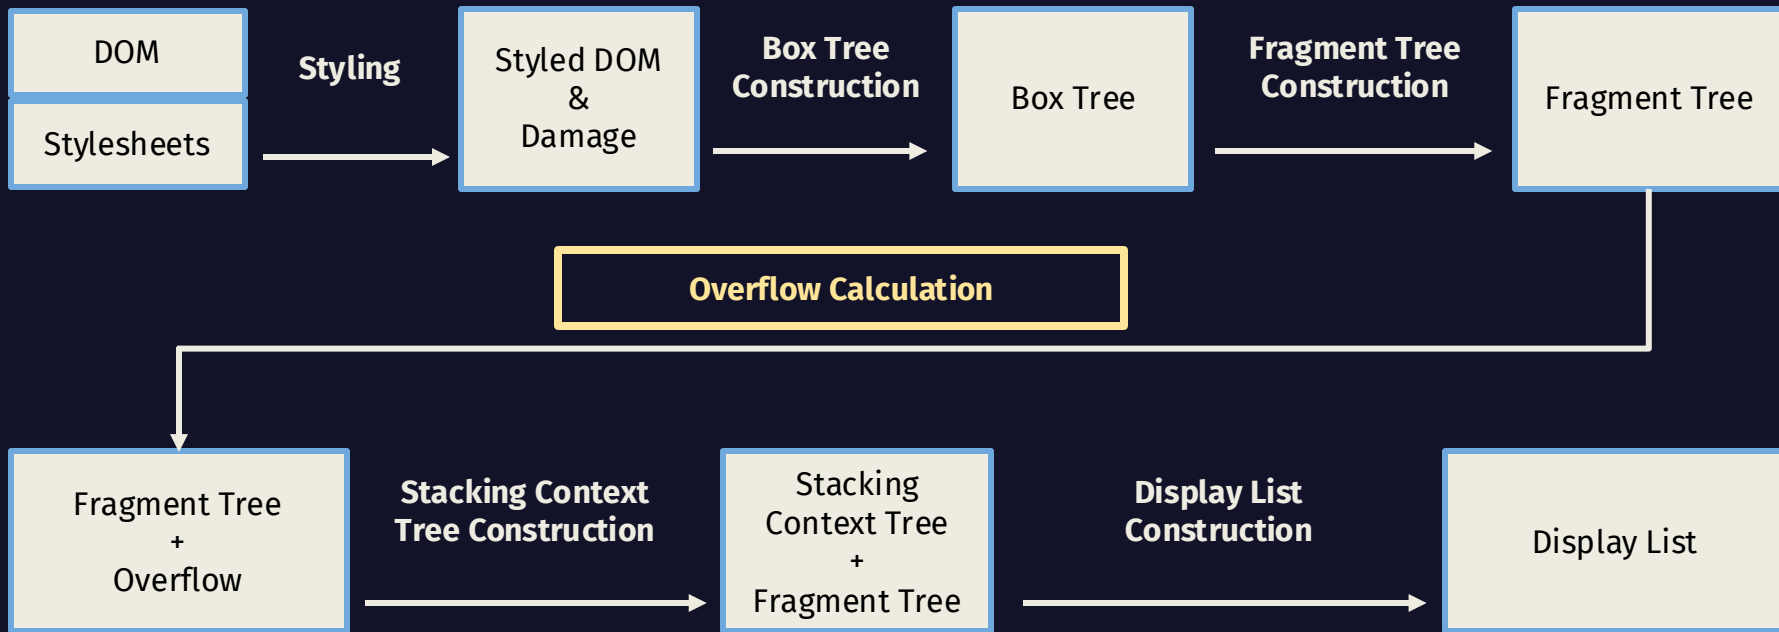 DOM
Stylesheets
Styling
Styled DOM
&
Damage
Box Tree
Construction
Box Tree
Fragment Tree
Construction
Fragment Tree
Overflow Calculation
Fragment Tree
+
Overflow
Stacking Context
Tree Construction
Stacking
Context Tree
+
Fragment Tree
Display List
Construction
Display List